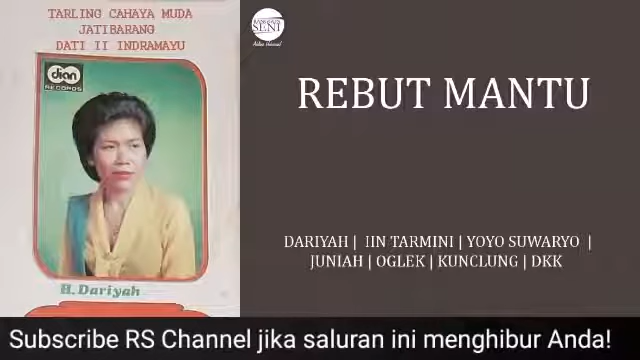 TARLING CAHAYA MUDA
JATIBARANG
DATI II INDRAMAYU
dian
RECORDS
H. Dariyah
SENI
REBUT MANTU
DARIYAH | IIN TARMINI | YOYO SUWARYO |
JUNIAH | OGLEK | KUNCLUNG | DKK
Subscribe RS Channel jika saluran ini menghibur Anda!